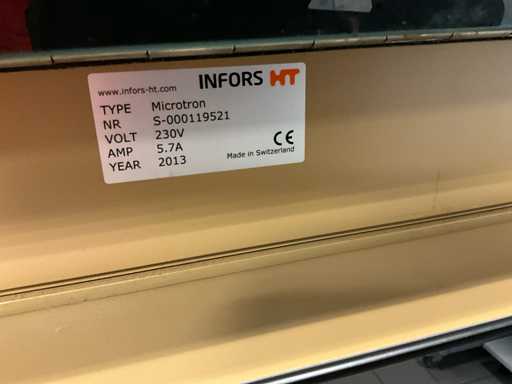 www.infors-ht.com INFORS HT
TYPE Microtron
NR S-000119521
VOLT 230V
AMP 5.7A
YEAR 2013
CE
Made in Switzerland